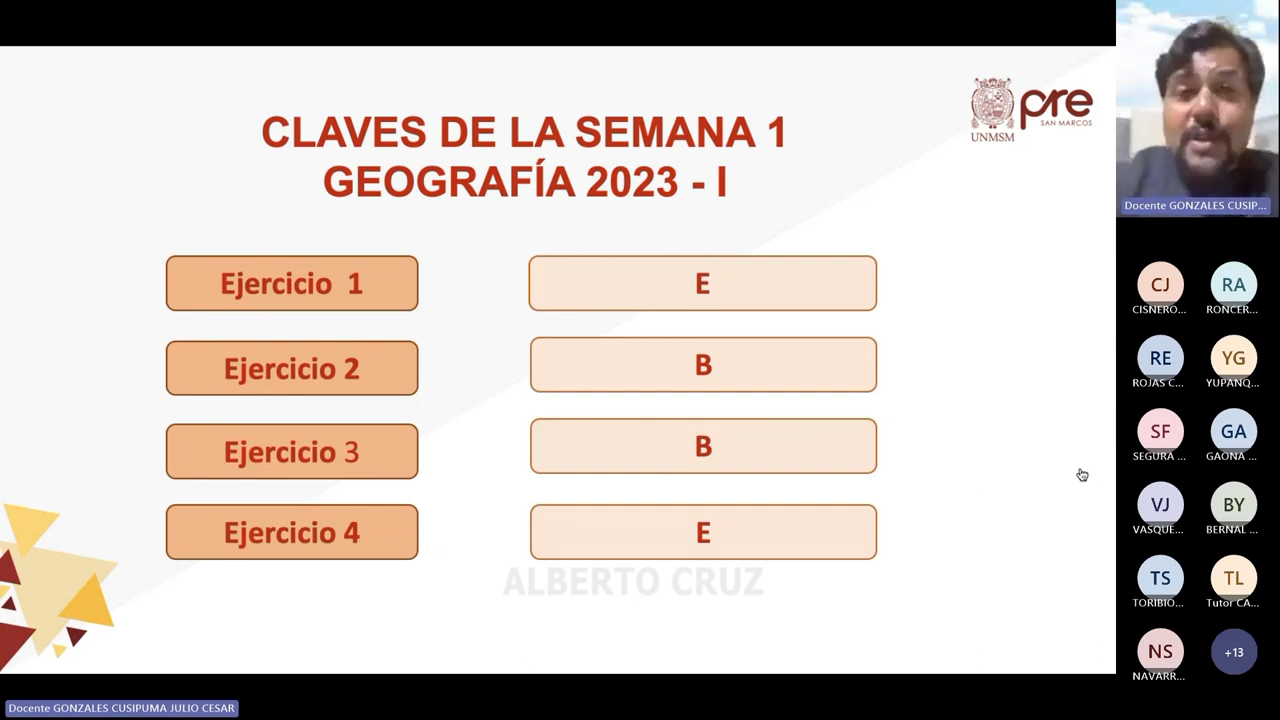 CLAVES DE LA SEMANA 1
GEOGRAFÍA 2023 - I
UNMSM
pre
SAN MARCOS
Ejercicio 1
E
Ejercicio 2
B
Ejercicio 3
B
Ejercicio 4
E
ALBERTO CRUZ
Docente GONZALES CUSIPUMA JULIO CESAR
Docente GONZALES CUSIP...
CJ
CISNERO...
RA
RONCER...
RE
ROJAS C...
YG
YUPANQ...
SF
SEGURA ...
GA
GAONA ...
VJ
VASQUE...
BY
BERNAL ...
TS
TORIBIO...
TL
Tutor CA...
NS
NAVARR...
+13